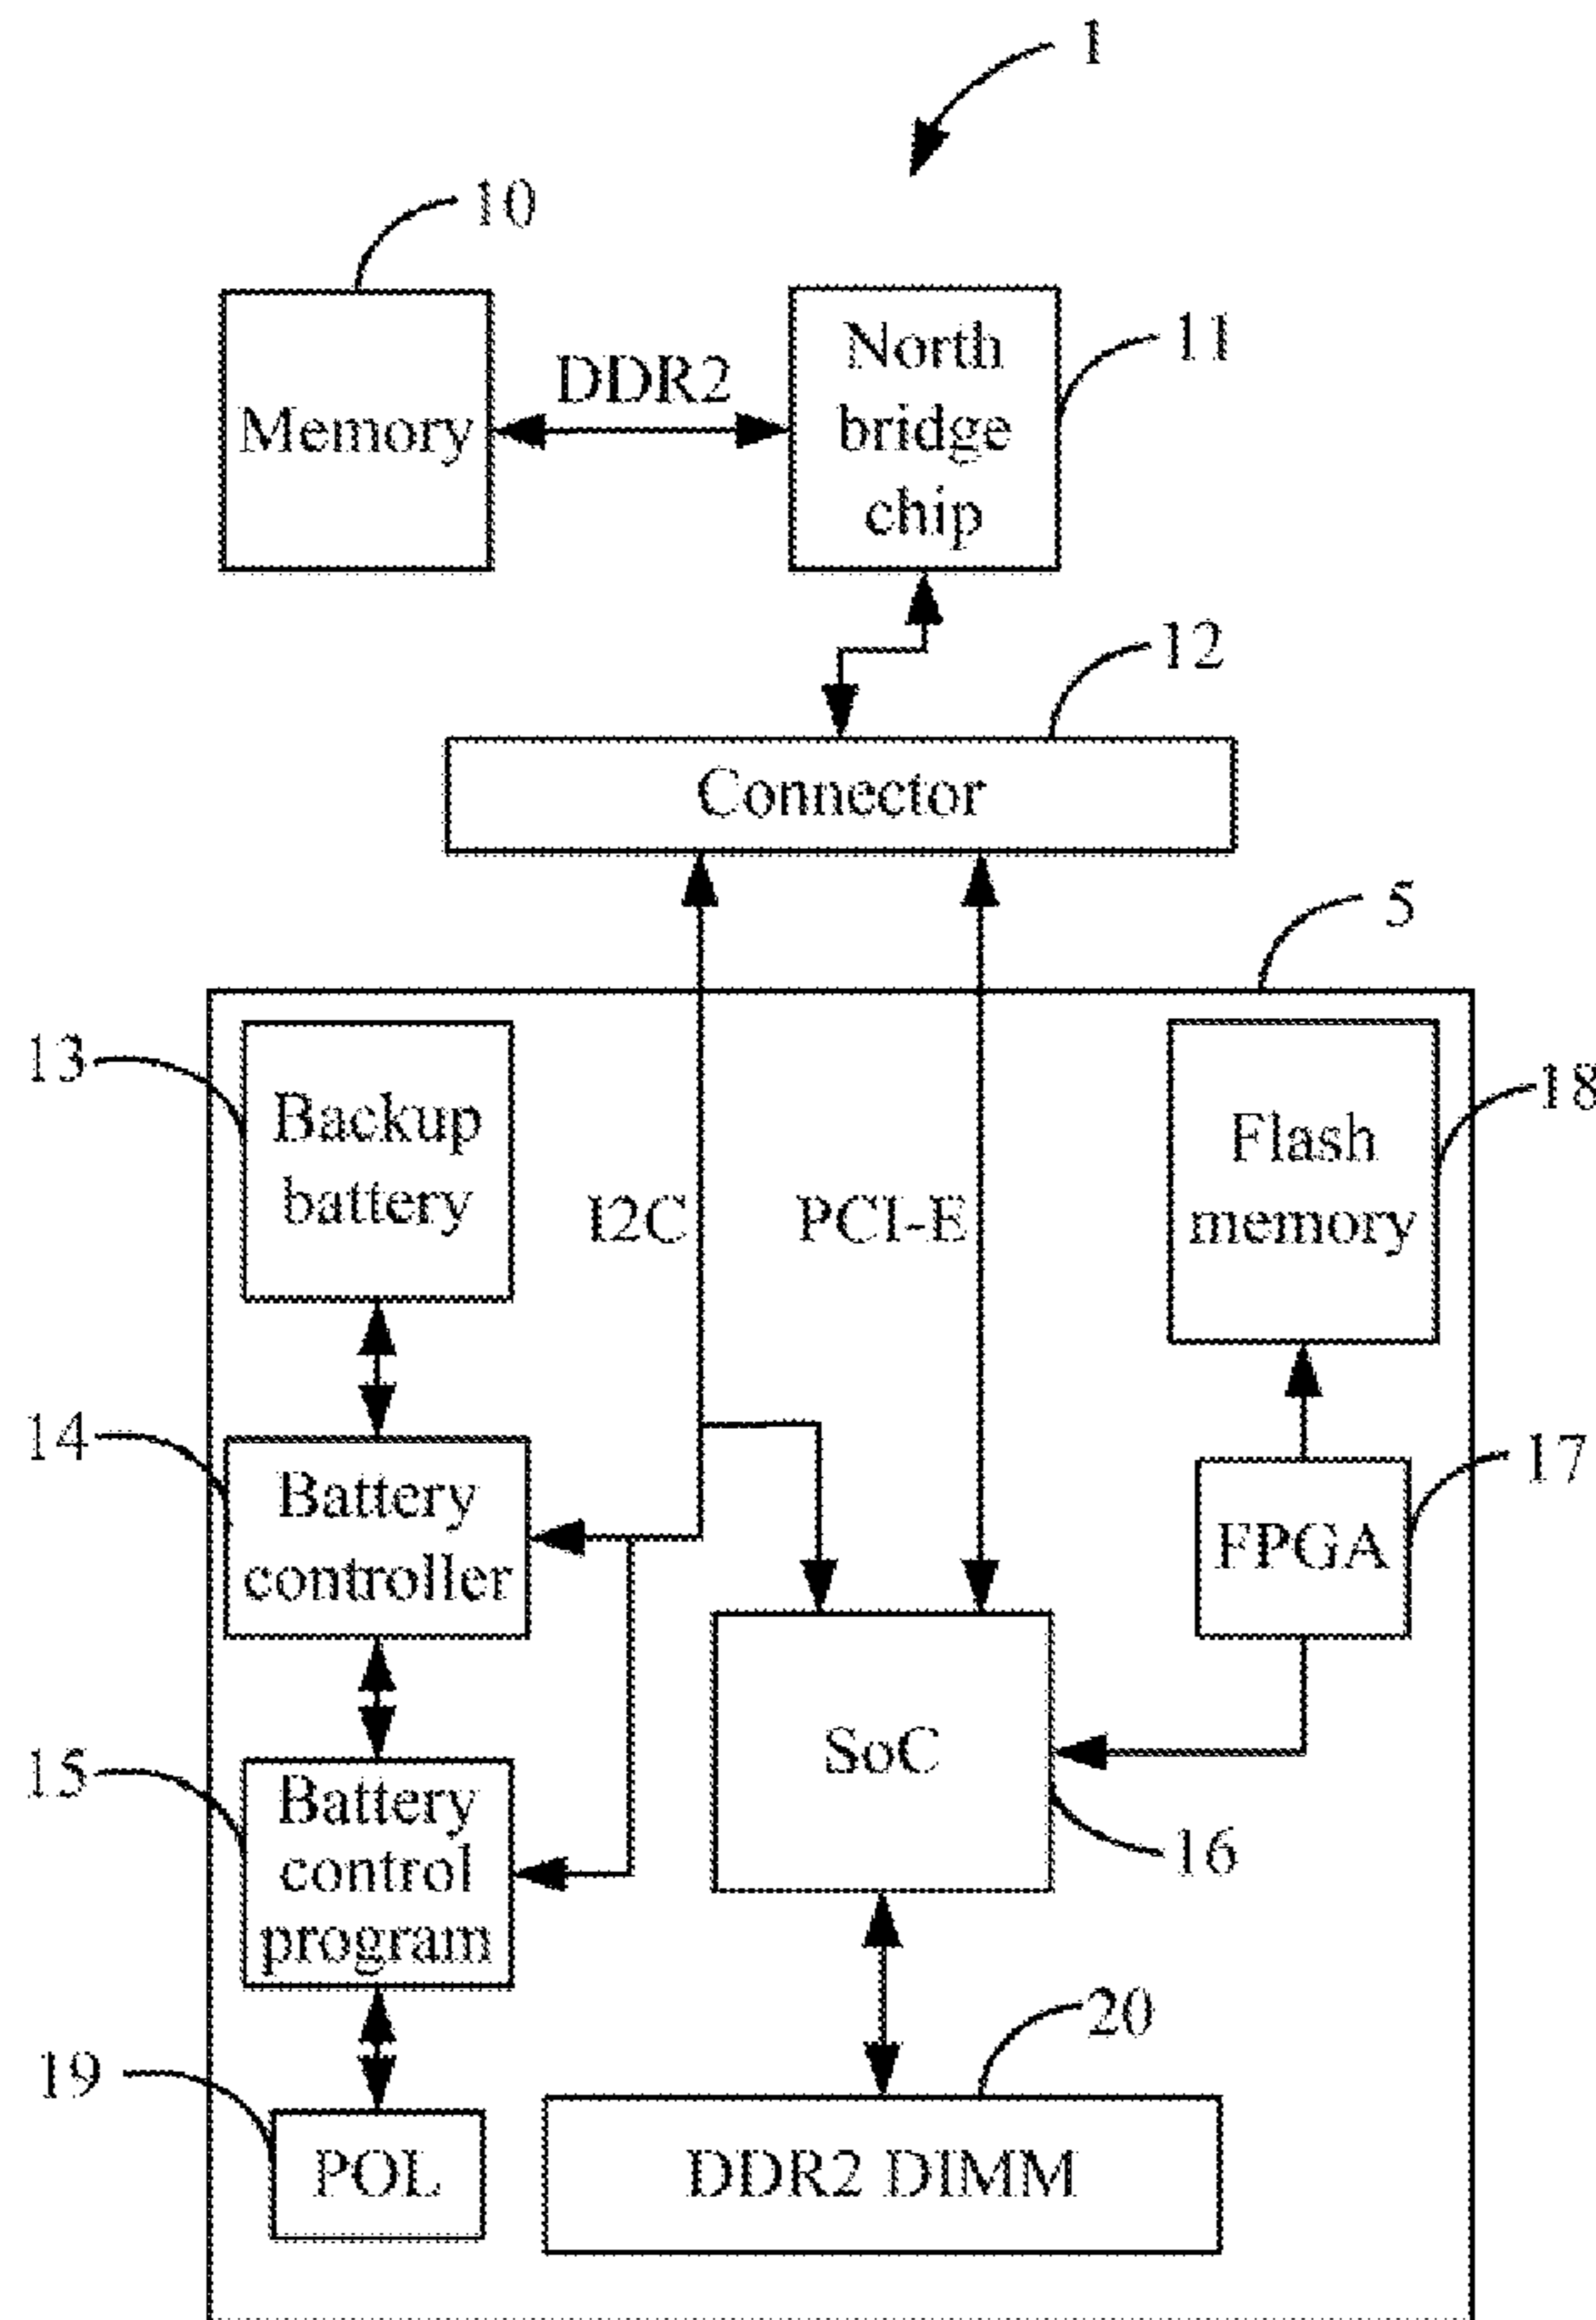 1
10
North
bridge
chip
11
DDR2
Memory
12
Connector
5
13
Backup
battery
I2C
PCI-E
Flash
memory
18
14
Battery
controller
FPGA
17
15
Battery
control
program
SoC
16
19
POL
20
DDR2 DIMM